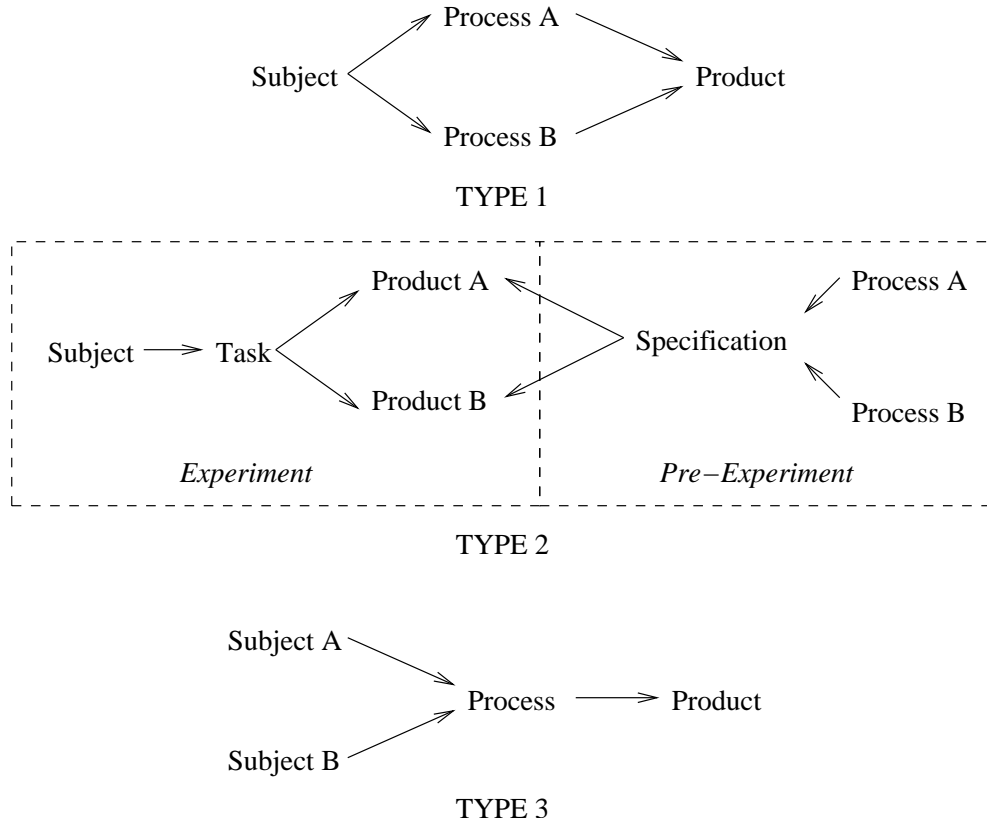 Process A
Subject
Product
Process B
TYPE 1
Product A
Process A
Subject
Task
Specification
Product B
Process B
Experiment
Pre−Experiment
TYPE 2
Subject A
Process
Product
Subject B
TYPE 3